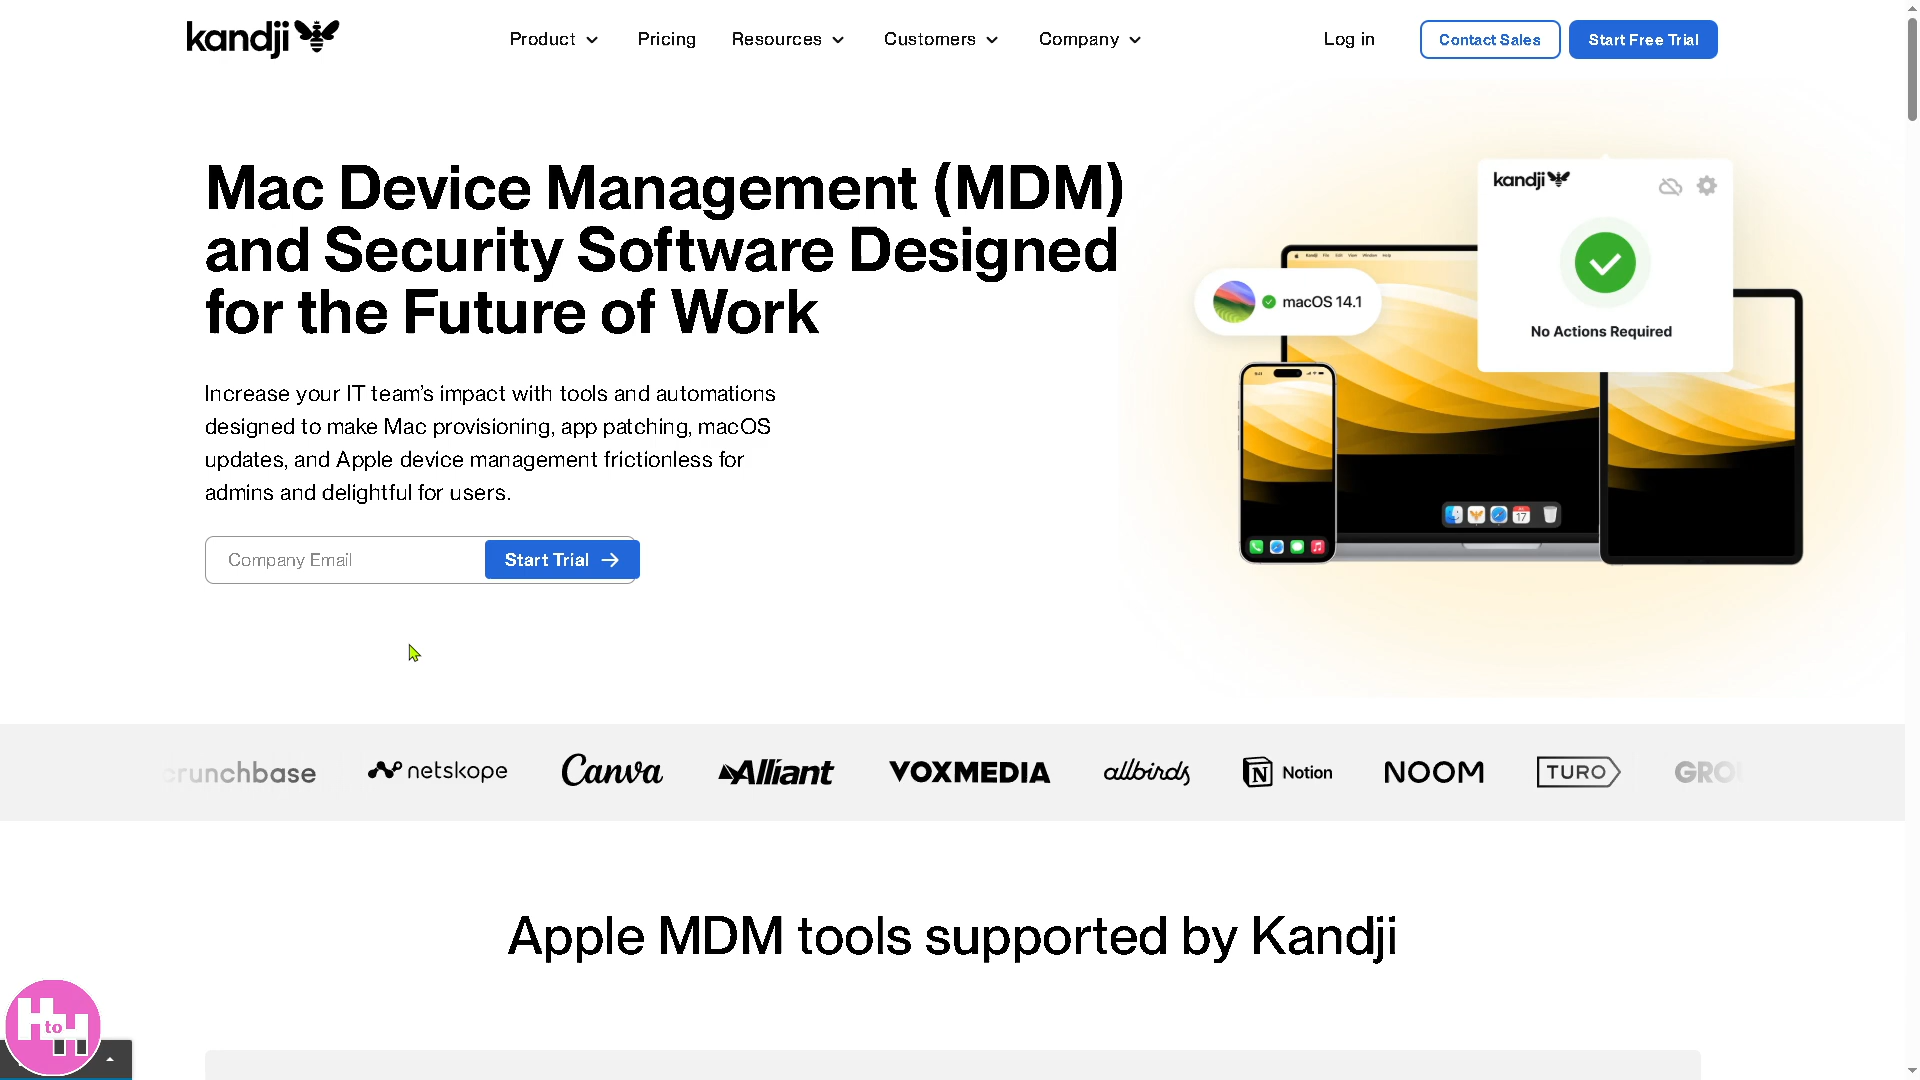 kandji
Product
Pricing
Resources
Customers
Company
Log in
Contact Sales
Start Free Trial
Mac Device Management (MDM)
and Security Software Designed
for the Future of Work
Increase your IT team's impact with tools and automations
designed to make Mac provisioning, app patching, macOS
updates, and Apple device management frictionless for
admins and delightful for users.
Company Email
Start Trial
kandji
macOS 14.1
No Actions Required
17
crunchbase
netskope
Canva
Alliant
VOXMEDIA
allbirds
Notion
NOOM
TURO
GRO
Apple MDM tools supported by Kandji
H to H